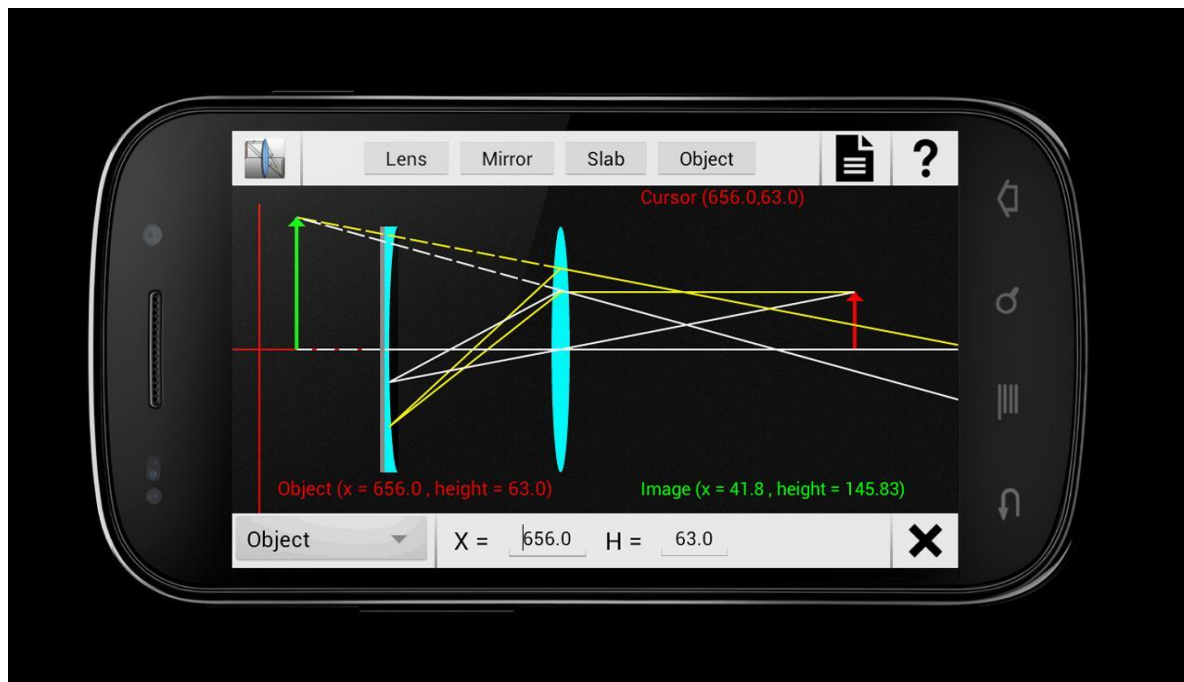 Lens Mirror Slab Object ?
Cursor (656.0,63.0)
Object (x = 656.0 , height = 63.0) Image (x = 41.8 , height = 145.83)
Object X = 656.0 H = 63.0